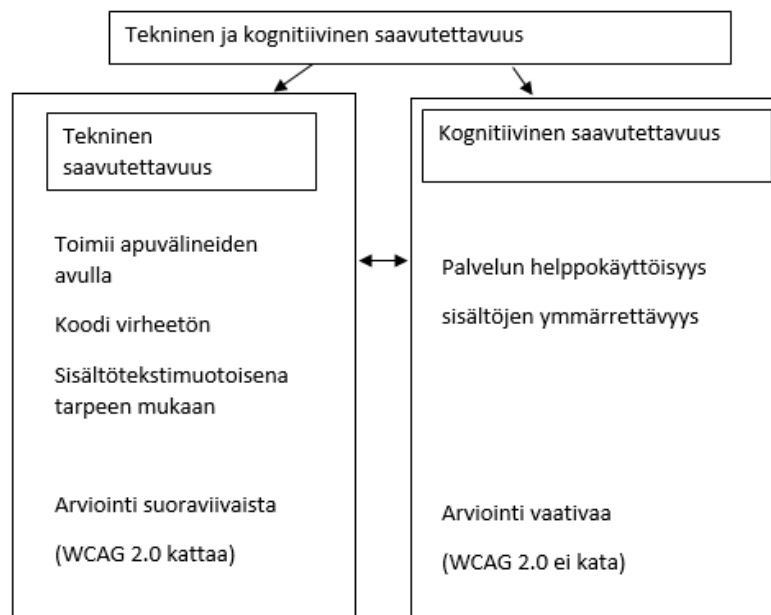 Tekninen ja kognitiivinen saavutettavuus
Tekninen
saavutettavuus
Toimii apuvälineiden
avulla
Koodi virheetön
Sisältötekstimuotoisena
tarpeen mukaan
Arviointi suoraviivaista
(WCAG 2.0 kattaa)
Kognitiivinen saavutettavuus
Palvelun helppokäyttöisyys
sisältöjen ymmärrettävyys
Arviointi vaativaa
(WCAG 2.0 ei kata)